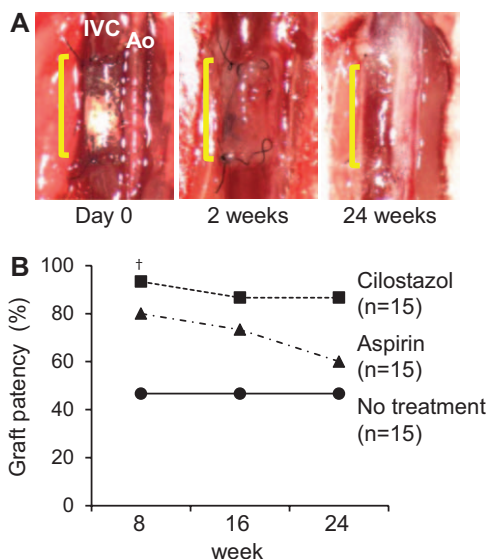 A
IVC
Ao
Day 0
2 weeks
24 weeks
B
100
80
60
40
20
0
Graft patency (%)
†
Cilostazol
(n=15)
Aspirin
(n=15)
No treatment
(n=15)
8
16
24
week